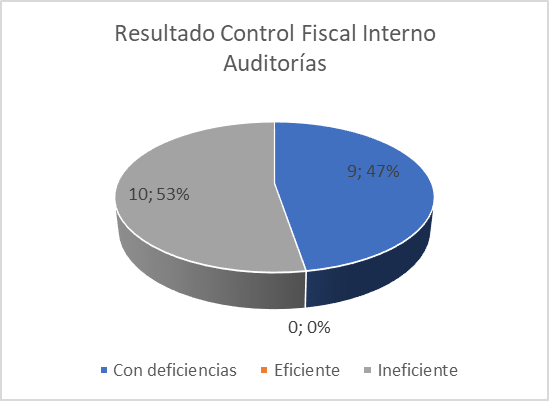 Resultado Control Fiscal Interno
Auditorías
9; 47%
10; 53%
0; 0%
Con deficiencias
Eficiente
Ineficiente